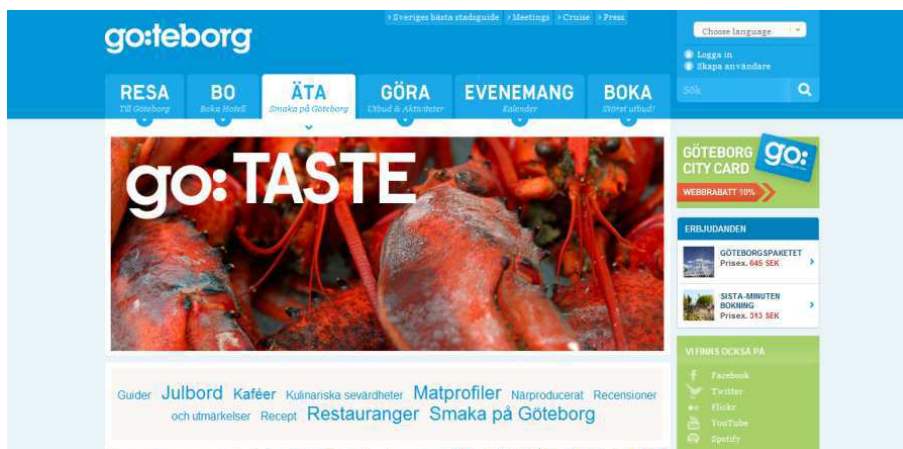 › Sveriges bästa stadsguide › Meetings › Cruise › Press
go:teborg
Choose language
Logga in
Skapa användare
Sök
RESA BO ÄTA GÖRA EVENEMANG BOKA
Till Göteborg Boka Hotell Smaka på Göteborg Utbud & Aktiviteter Kalender Störst utbud!
go:TASTE
GÖTEBORG
CITY CARD
go:
WEBBRABATT 10%
ERBJUDANDEN
GÖTEBORGSPAKETET
Prisex. 645 SEK
SISTA-MINUTEN
BOKNING
Prisex. 313 SEK
VI FINNS OCKSÅ PÅ
Facebook
Twitter
Flickr
YouTube
Spotify
Guider Julbord Kaféer Kulinariska sevärdheter Matprofiler Närproducerat Recensioner
och utmärkelser Recept Restauranger Smaka på Göteborg